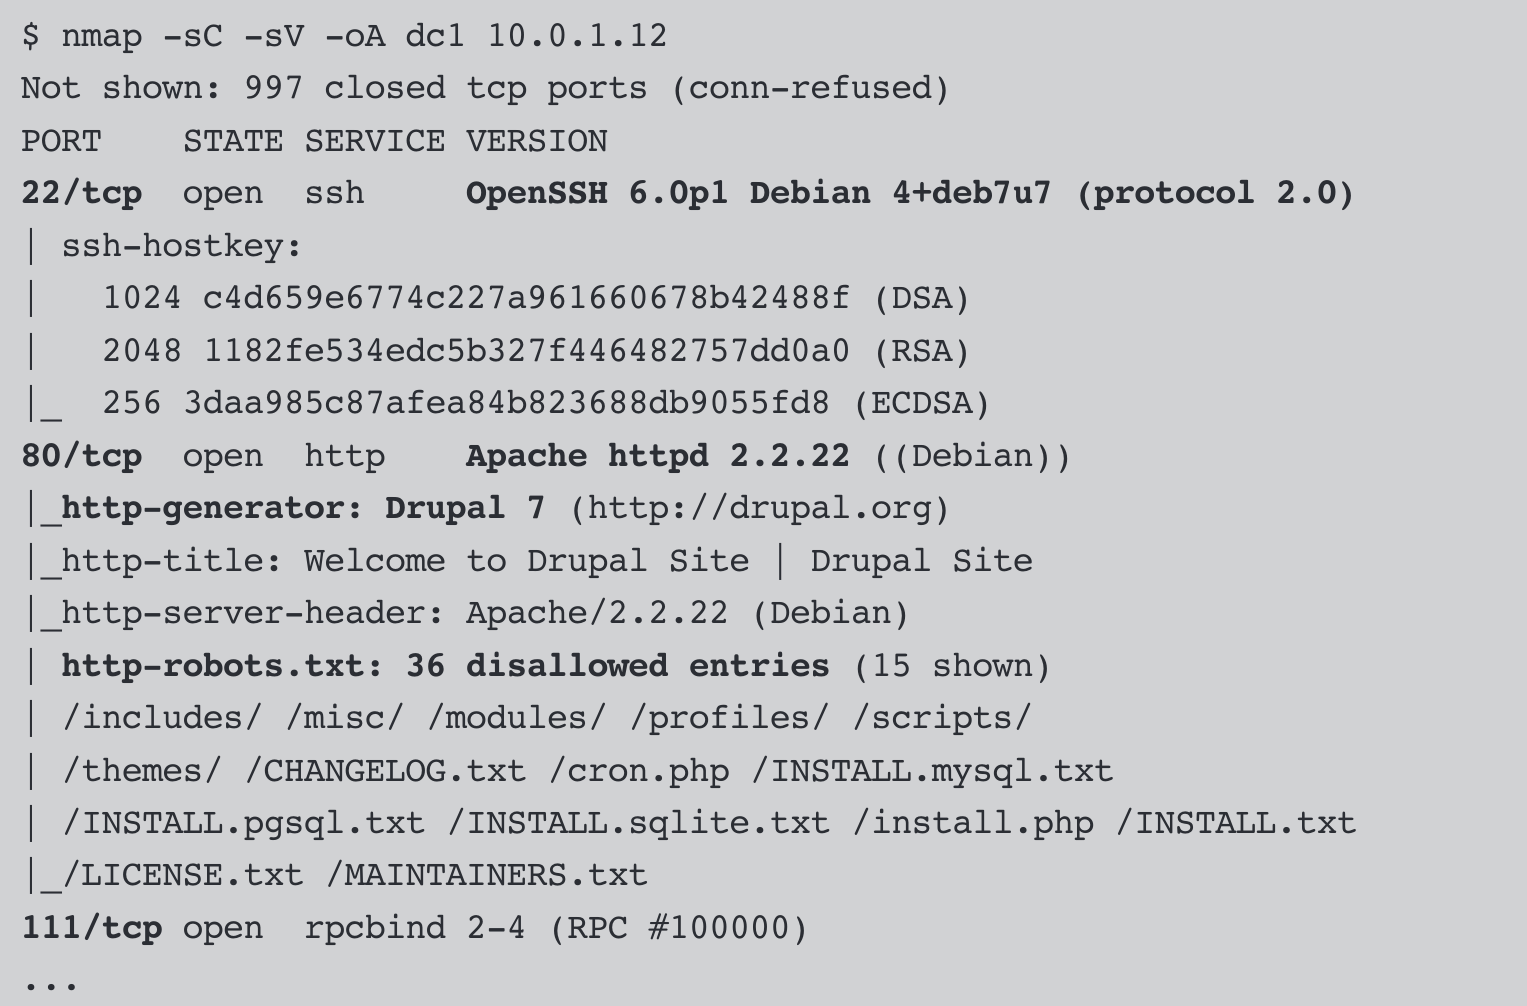 $ nmap -sC -sV -oA dc1 10.0.1.12
Not shown: 997 closed tcp ports (conn-refused)
PORT    STATE SERVICE VERSION
22/tcp  open  ssh     OpenSSH 6.0p1 Debian 4+deb7u7 (protocol 2.0)
| ssh-hostkey:
|   1024 c4d659e6774c227a961660678b42488f (DSA)
|   2048 1182fe534edc5b327f446482757dd0a0 (RSA)
|_  256 3daa985c87afea84b823688db9055fd8 (ECDSA)
80/tcp  open  http    Apache httpd 2.2.22 ((Debian))
|_http-generator: Drupal 7 (http://drupal.org)
|_http-title: Welcome to Drupal Site | Drupal Site
|_http-server-header: Apache/2.2.22 (Debian)
| http-robots.txt: 36 disallowed entries (15 shown)
| /includes/ /misc/ /modules/ /profiles/ /scripts/
| /themes/ /CHANGELOG.txt /cron.php /INSTALL.mysql.txt
| /INSTALL.pgsql.txt /INSTALL.sqlite.txt /install.php /INSTALL.txt
|_/LICENSE.txt /MAINTAINERS.txt
111/tcp open  rpcbind 2-4 (RPC #100000)
...